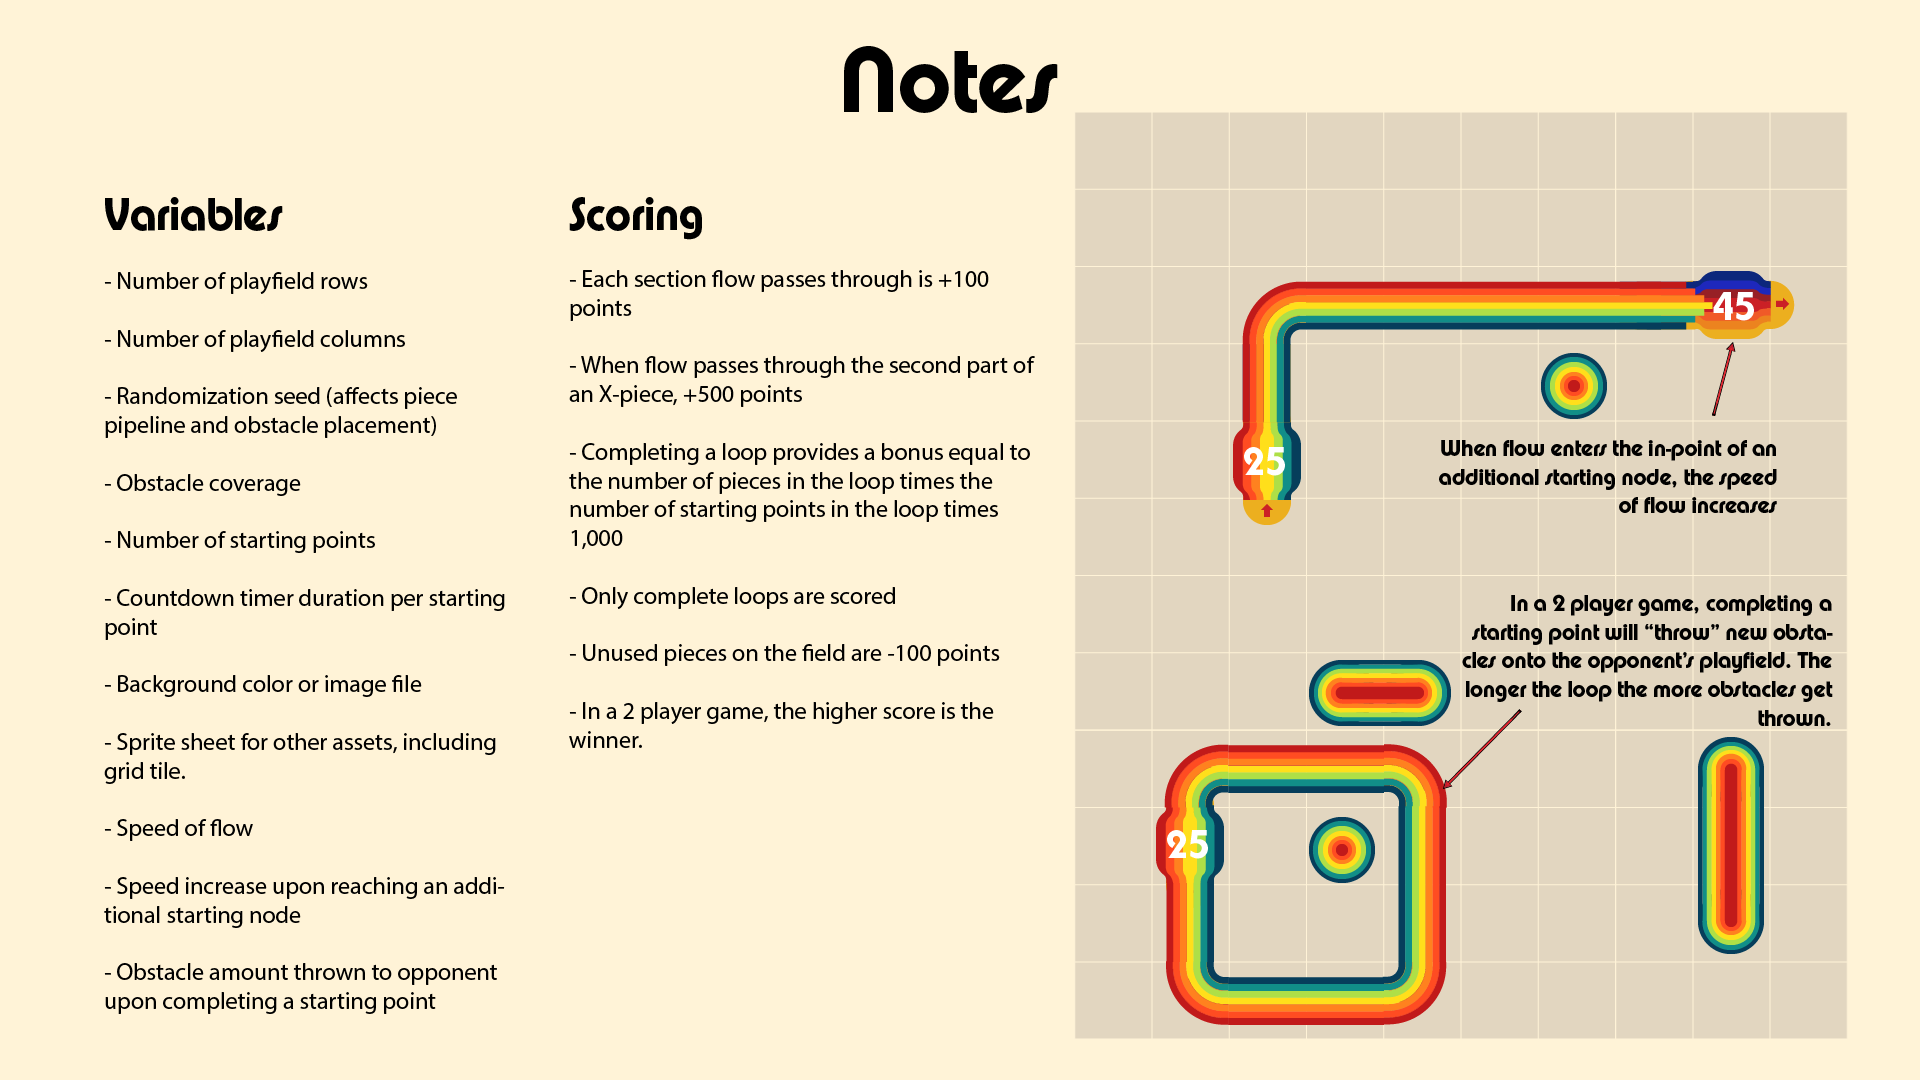 Notes
Variables
- Number of playfield rows
- Number of playfield columns
- Randomization seed (affects piece
pipeline and obstacle placement)
- Obstacle coverage
- Number of starting points
- Countdown timer duration per starting
point
- Background color or image file
- Sprite sheet for other assets, including
grid tile.
- Speed of flow
- Speed increase upon reaching an addi-
tional starting node
- Obstacle amount thrown to opponent
upon completing a starting point
Scoring
- Each section flow passes through is +100
points
- When flow passes through the second part of
an X-piece, +500 points
- Completing a loop provides a bonus equal to
the number of pieces in the loop times the
number of starting points in the loop times
1,000
- Only complete loops are scored
- Unused pieces on the field are -100 points
- In a 2 player game, the higher score is the
winner.
45
25
When flow enters the in-point of an
additional starting node, the speed
of flow increases
In a 2 player game, completing a
starting point will “throw” new obsta-
cles onto the opponent’s playfield. The
longer the loop the more obstacles get
thrown.
25